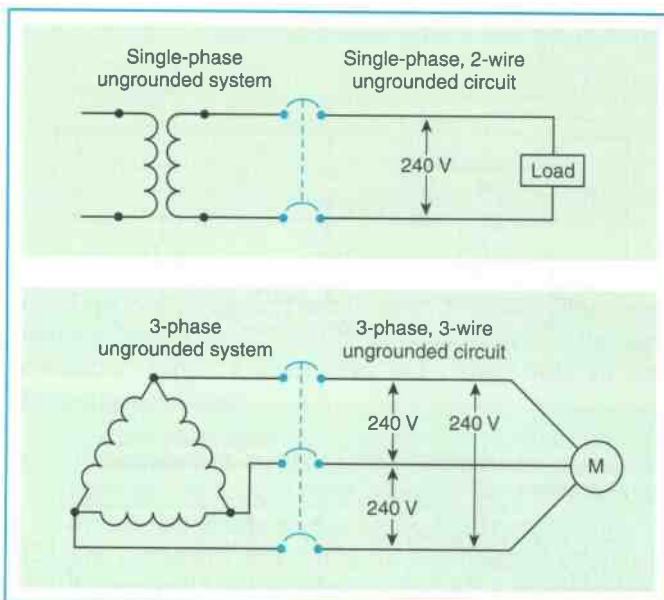 Single-phase
ungrounded system
Single-phase, 2-wire
ungrounded circuit
240 V
Load
3-phase
ungrounded system
3-phase, 3-wire
ungrounded circuit
240 V
240 V
240 V
M